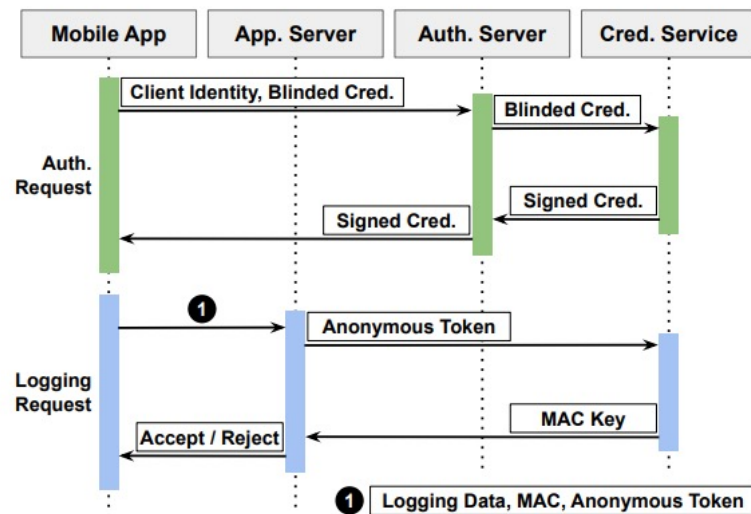 Mobile App
App. Server
Auth. Server
Cred. Service
Client Identity, Blinded Cred.
Blinded Cred.
Auth.
Request
Signed Cred.
Signed Cred.
1
Anonymous Token
Logging
Request
MAC Key
Accept / Reject
1 Logging Data, MAC, Anonymous Token